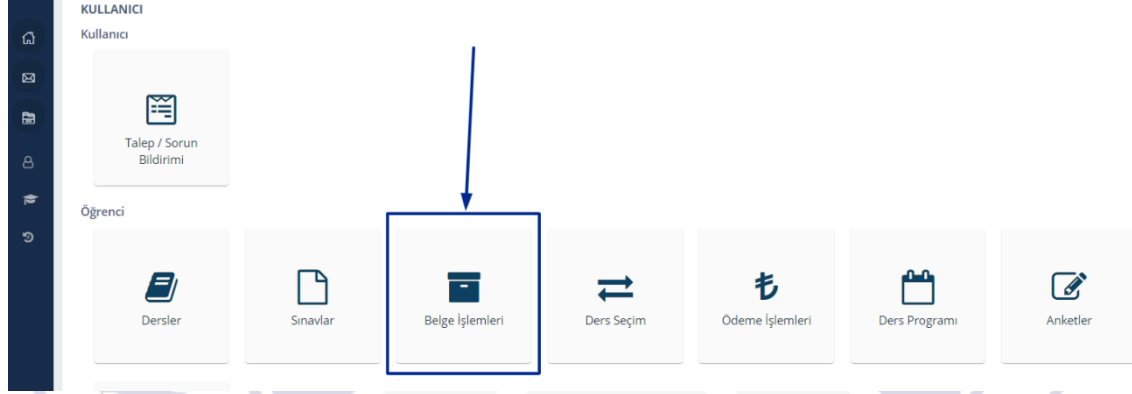 KULLANICI
Kullanıcı
Talep / Sorun
Bildirimi
Öğrenci
Dersler
Sınavlar
Belge İşlemleri
Ders Seçim
Ödeme İşlemleri
Ders Programı
Anketler